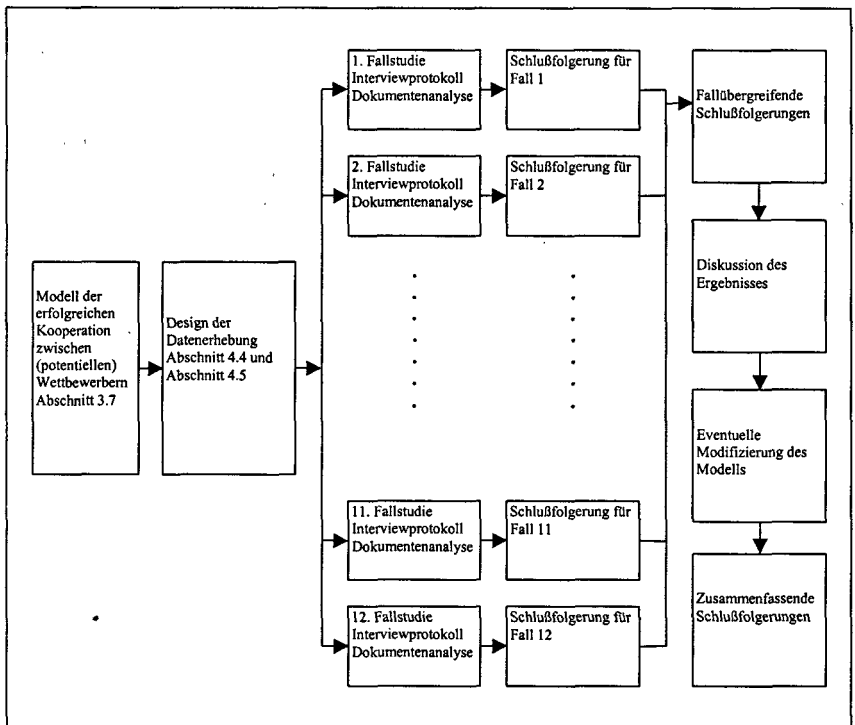 Modell der
erfolgreichen
Kooperation
zwischen
(potentiellen)
Wettbewerbern
Abschnitt 3.7
Design der
Datenerhebung
Abschnitt 4.4 und
Abschnitt 4.5
1. Fallstudie
Interviewprotokoll
Dokumentenanalyse
Schlußfolgerung für
Fall 1
2. Fallstudie
Interviewprotokoll
Dokumentenanalyse
Schlußfolgerung für
Fall 2
11. Fallstudie
Interviewprotokoll
Dokumentenanalyse
Schlußfolgerung für
Fall 11
12. Fallstudie
Interviewprotokoll
Dokumentenanalyse
Schlußfolgerung für
Fall 12
Fallübergreifende
Schlußfolgerungen
Diskussion des
Ergebnisses
Eventuelle
Modifizierung des
Modells
Zusammenfassende
Schlußfolgerungen